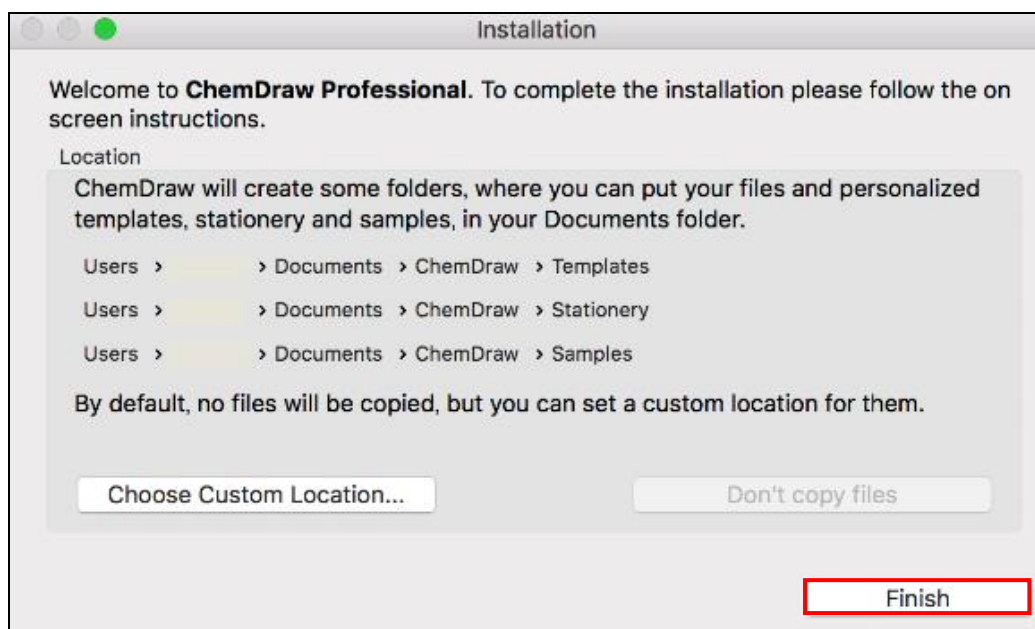 Installation
Welcome to ChemDraw Professional. To complete the installation please follow the on
screen instructions.
Location
ChemDraw will create some folders, where you can put your files and personalized
templates, stationery and samples, in your Documents folder.
Users > > Documents > ChemDraw > Templates
Users > > Documents > ChemDraw > Stationery
Users > > Documents > ChemDraw > Samples
By default, no files will be copied, but you can set a custom location for them.
Choose Custom Location... Don't copy files
Finish